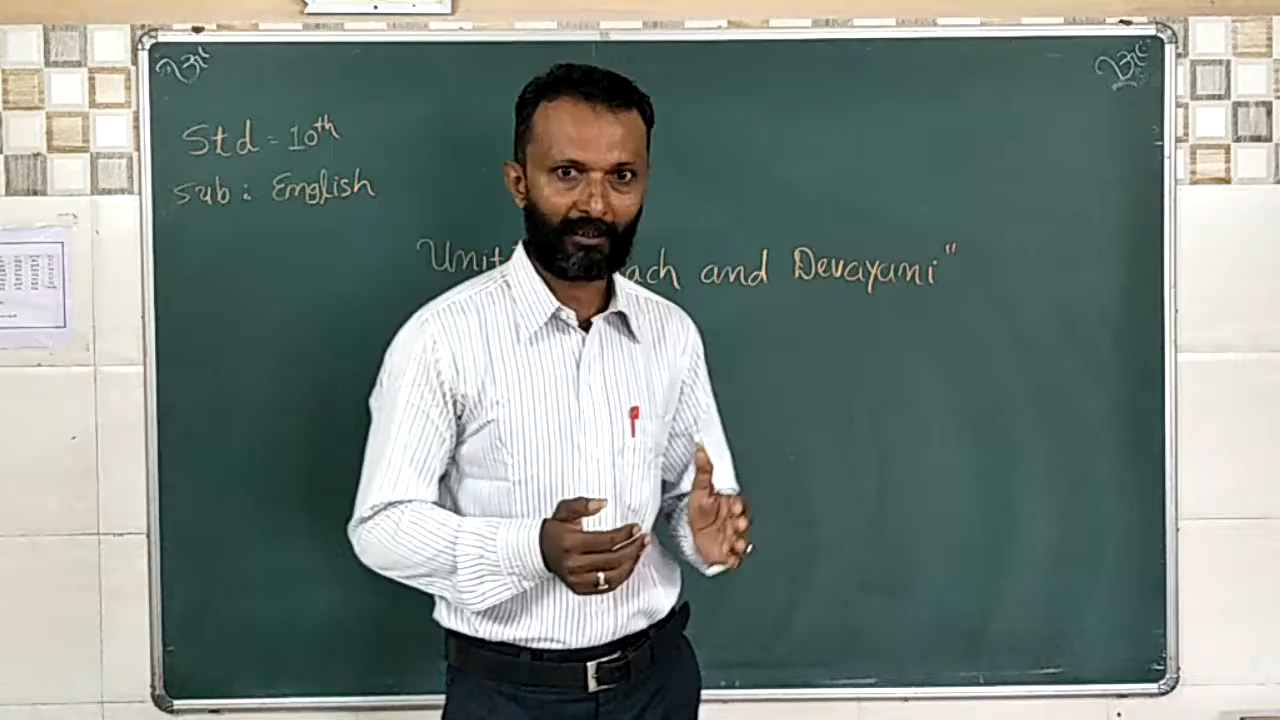 ૐ ૐ
Std = 10th
Sub : English
"Unit ach and Devayani"